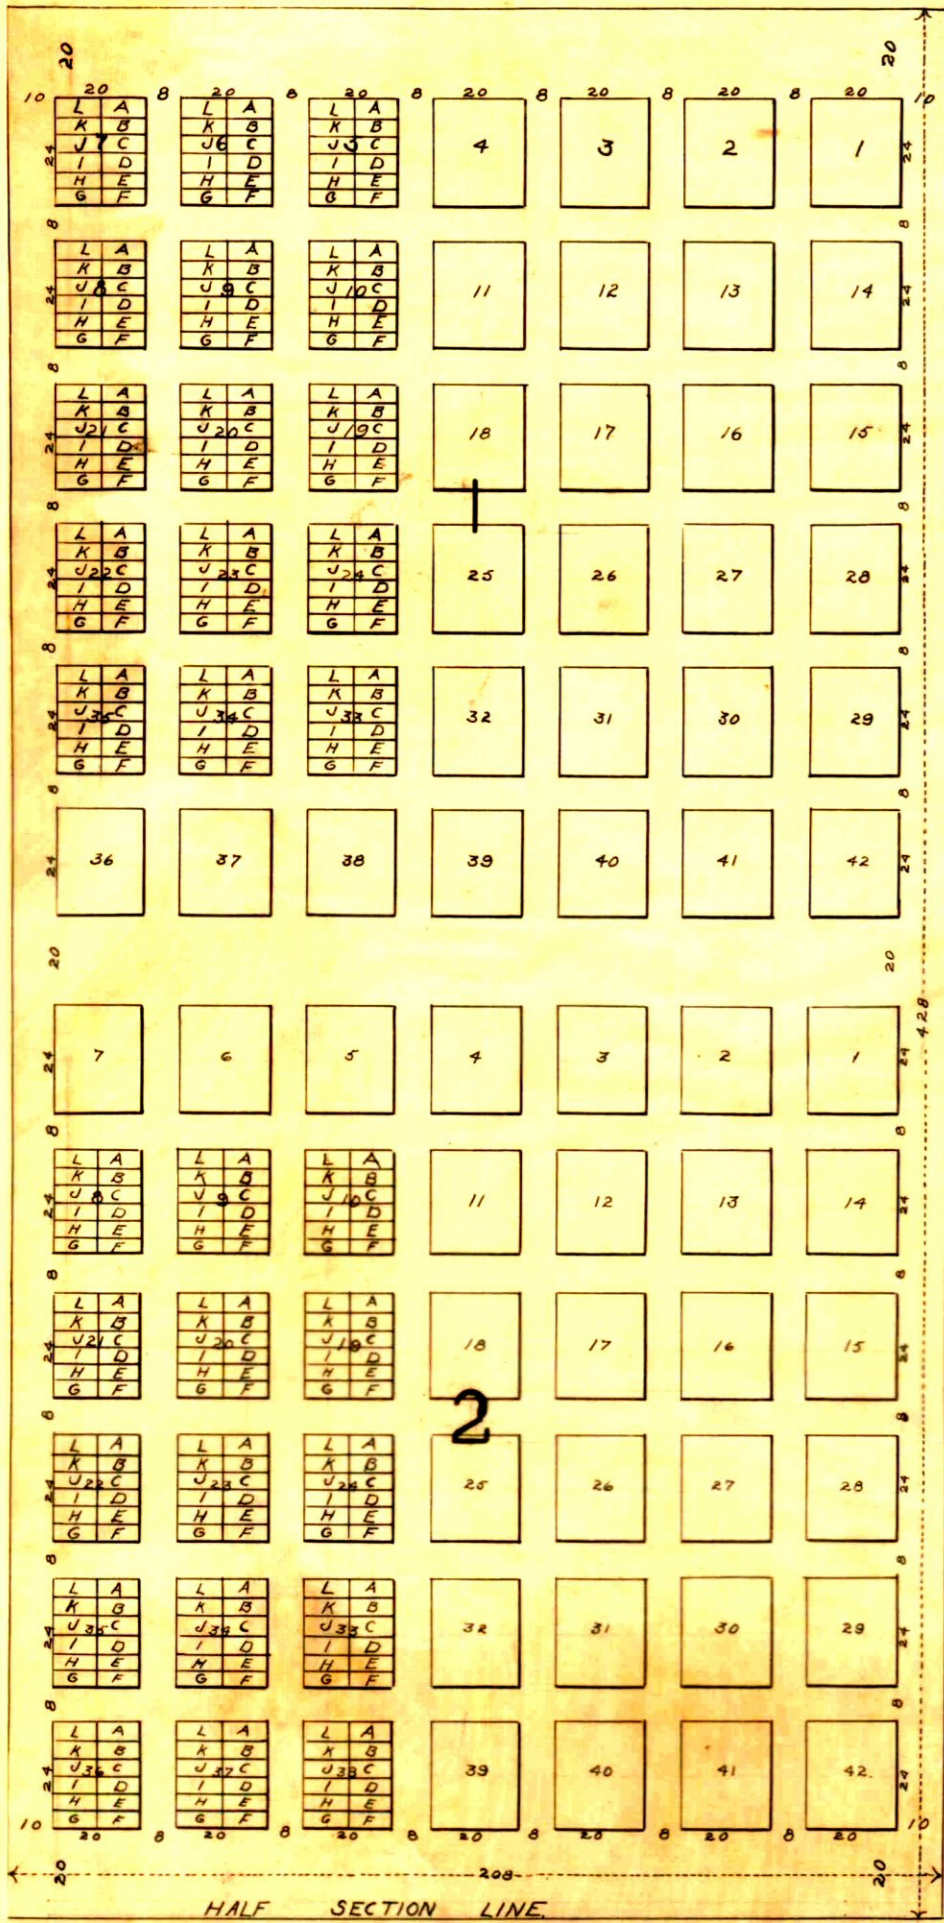 20 20
10 20 8 20 8 20 8 20 8 20 8 20 8 20 10
L A L A L A
K B K B K B
24 J 7 C J 6 C J 5 C 4 3 2 1 24
I D I D I D
H E H E H E
G F G F G F
8 8
L A L A L A
K B K B K B
24 J 8 C J 9 C J 10 C 11 12 13 14 24
I D I D I D
H E H E H E
G F G F G F
8 8
L A L A L A
K B K B K B
24 J 21 C J 20 C J 19 C 18 17 16 15 24
I D I D I D
H E H E H E
G F G F G F
8 1 8
L A L A L A
K B K B K B
24 J 22 C J 23 C J 24 C 25 26 27 28 24
I D I D I D
H E H E H E
G F G F G F
8 8
L A L A L A
K B K B K B
24 J 35 C J 34 C J 33 C 32 31 30 29 24
I D I D I D
H E H E H E
G F G F G F
8 8
24 36 37 38 39 40 41 42 24
20 20
428
24 7 6 5 4 3 2 1 24
8 8
L A L A L A
K B K B K B
24 J 8 C J 9 C J 10 C 11 12 13 14 24
I D I D I D
H E H E H E
G F G F G F
8 8
L A L A L A
K B K B K B
24 J 21 C J 20 C J 19 C 18 17 16 15 24
I D I D I D
H E H E H E
G F G F G F
8 2 8
L A L A L A
K B K B K B
24 J 22 C J 23 C J 24 C 25 26 27 28 24
I D I D I D
H E H E H E
G F G F G F
8 8
L A L A L A
K B K B K B
24 J 35 C J 34 C J 33 C 32 31 30 29 24
I D I D I D
H E H E H E
G F G F G F
8 8
L A L A L A
K B K B K B
24 J 36 C J 37 C J 38 C 39 40 41 42 24
I D I D I D
H E H E H E
G F G F G F
10 20 8 20 8 20 8 20 8 20 8 20 8 20 10
20 208 20
HALF SECTION LINE.